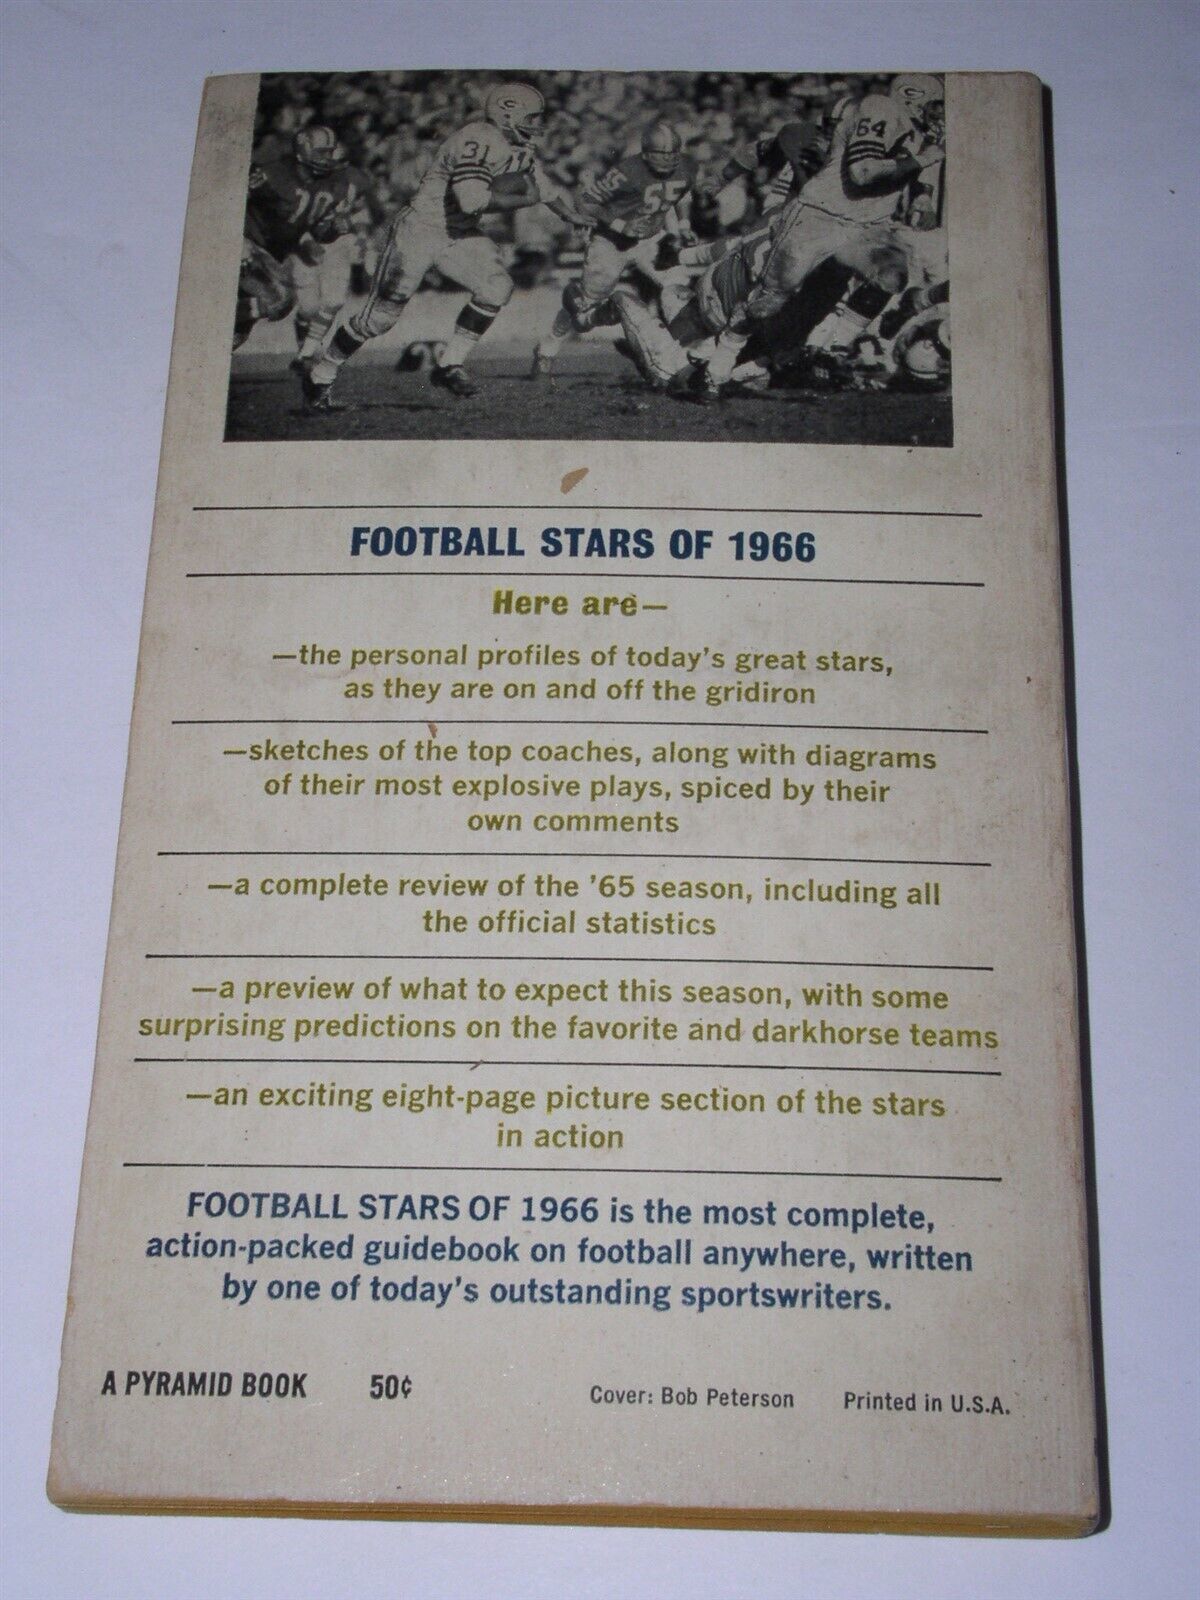 31
64
70
55
FOOTBALL STARS OF 1966
Here are—
—the personal profiles of today's great stars,
as they are on and off the gridiron
—sketches of the top coaches, along with diagrams
of their most explosive plays, spiced by their
own comments
—a complete review of the '65 season, including all
the official statistics
—a preview of what to expect this season, with some
surprising predictions on the favorite and darkhorse teams
—an exciting eight-page picture section of the stars
in action
FOOTBALL STARS OF 1966 is the most complete,
action-packed guidebook on football anywhere, written
by one of today's outstanding sportswriters.
A PYRAMID BOOK 50¢ Cover: Bob Peterson Printed in U.S.A.